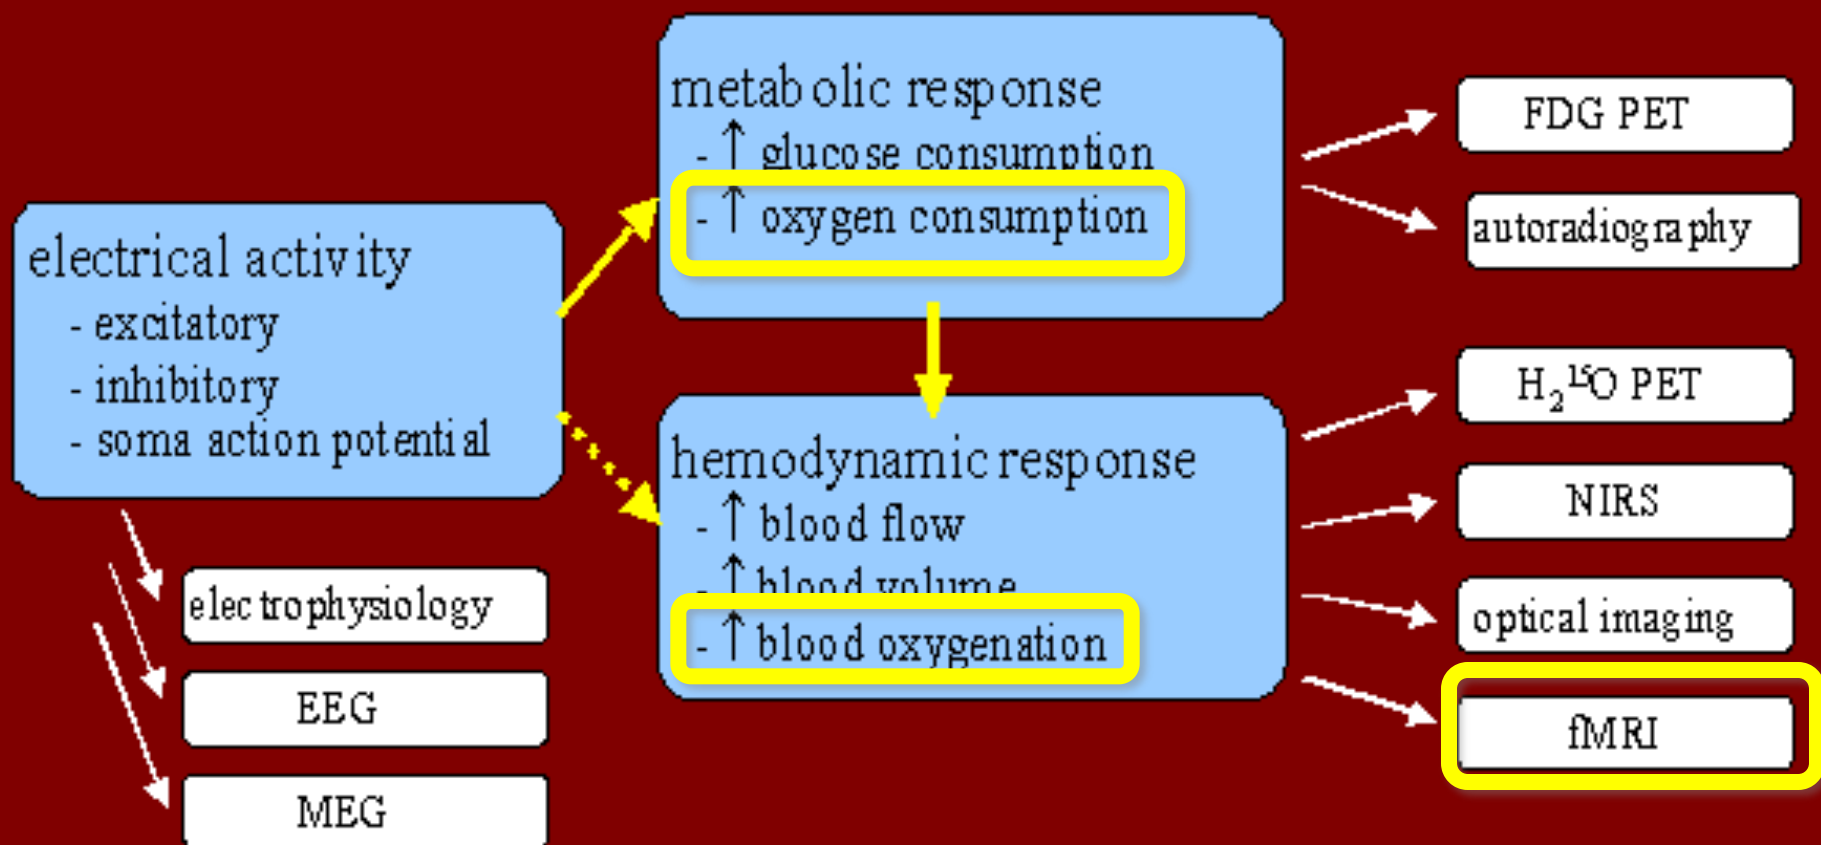 electrical activity
- excitatory
- inhibitory
- soma action potential
electrophysiology
EEG
MEG
metabolic response
- ↑ glucose consumption
- ↑ oxygen consumption
hemodynamic response
- ↑ blood flow
- ↑ blood volume
- ↑ blood oxygenation
FDG PET
autoradiography
H₂¹⁵O PET
NIRS
optical imaging
fMRI